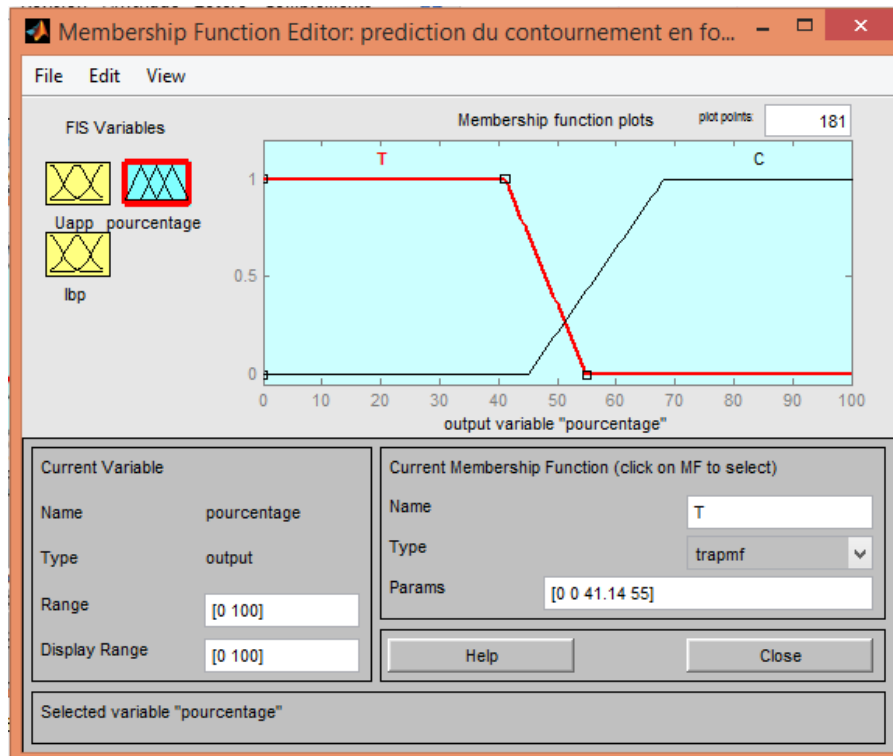 Membership Function Editor: prediction du contournement en fo...
File Edit View
FIS Variables
Membership function plots
plot points:
181
Uapp
pourcentage
Ibp
T
C
1
0.5
0
0 10 20 30 40 50 60 70 80 90 100
output variable "pourcentage"
Current Variable
Name pourcentage
Type output
Range [0 100]
Display Range [0 100]
Current Membership Function (click on MF to select)
Name T
Type trapmf
Params [0 0 41.14 55]
Help Close
Selected variable "pourcentage"